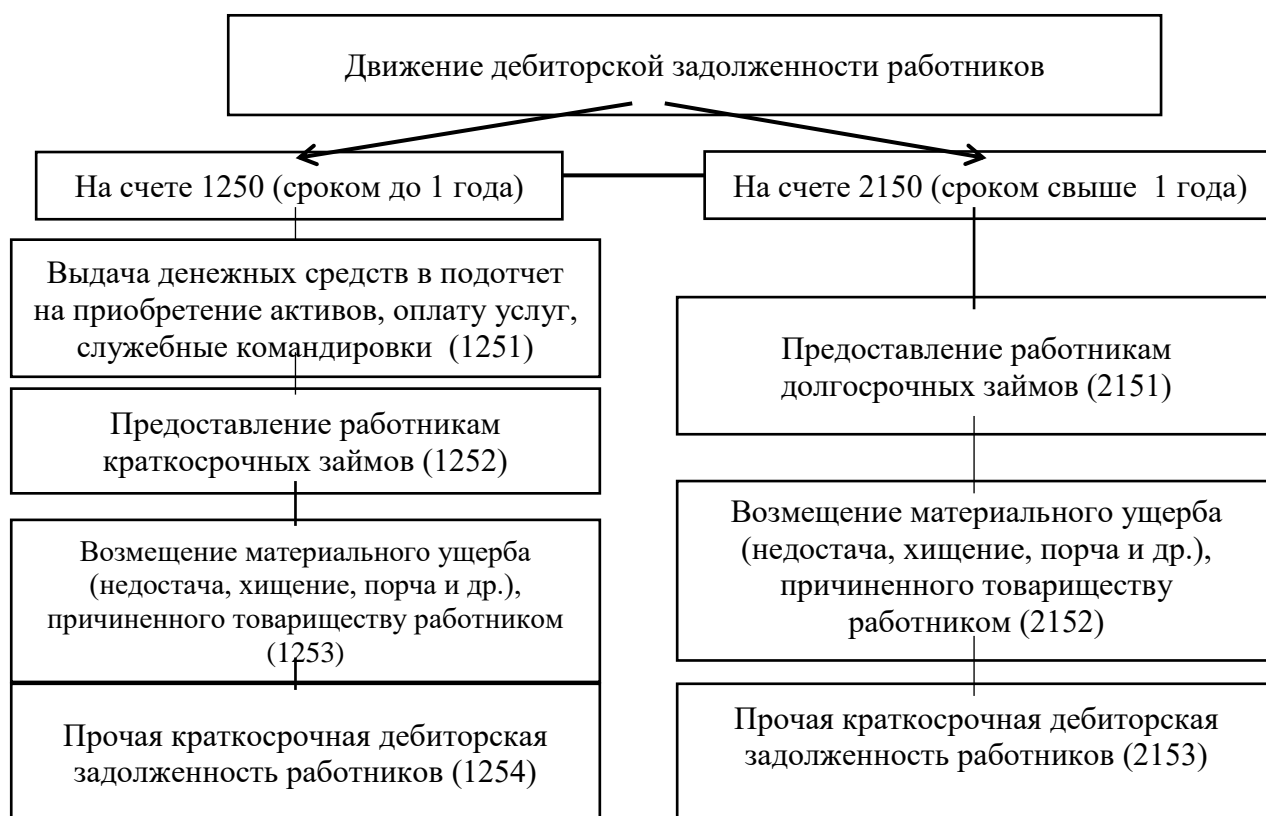 Движение дебиторской задолженности работников
На счете 1250 (сроком до 1 года)
На счете 2150 (сроком свыше 1 года)
Выдача денежных средств в подотчет
на приобретение активов, оплату услуг,
служебные командировки (1251)
Предоставление работникам
краткосрочных займов (1252)
Возмещение материального ущерба
(недостача, хищение, порча и др.),
причиненного товариществу работником
(1253)
Прочая краткосрочная дебиторская
задолженность работников (1254)
Предоставление работникам
долгосрочных займов (2151)
Возмещение материального ущерба
(недостача, хищение, порча и др.),
причиненного товариществу
работником (2152)
Прочая краткосрочная дебиторская
задолженность работников (2153)